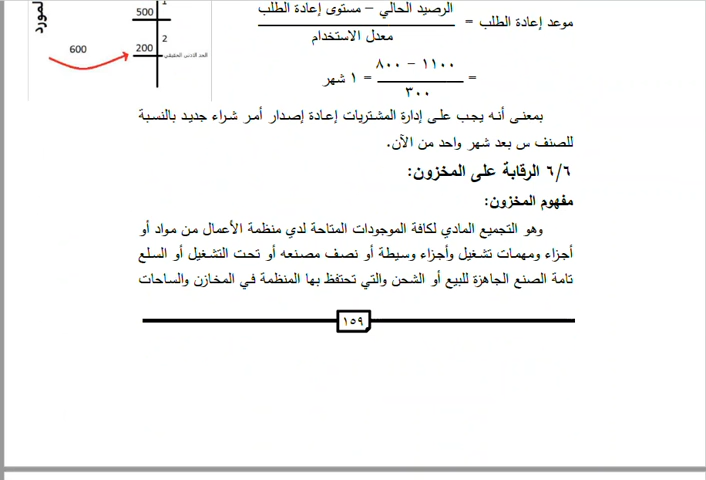 500
2
200
600
الحد الادنى الحقيقي
المورد
موعد إعادة الطلب = الرصيد الحالي – مستوى إعادة الطلب
معدل الاستخدام
= ١١٠٠ – ٨٠٠ = ١ شهر
٣٠٠
بمعنى أنه يجب على إدارة المشتريات إعادة إصدار أمر شراء جديد بالنسبة
للصنف س بعد شهر واحد من الآن.
٦/٦ الرقابة على المخزون:
مفهوم المخزون:
وهو التجميع المادي لكافة الموجودات المتاحة لدي منظمة الأعمال من مواد أو
أجزاء ومهمات تشغيل وأجزاء وسيطة أو نصف مصنعه أو تحت التشغيل أو السلع
تامة الصنع الجاهزة للبيع أو الشحن والتي تحتفظ بها المنظمة في المخازن والساحات
١٥٩